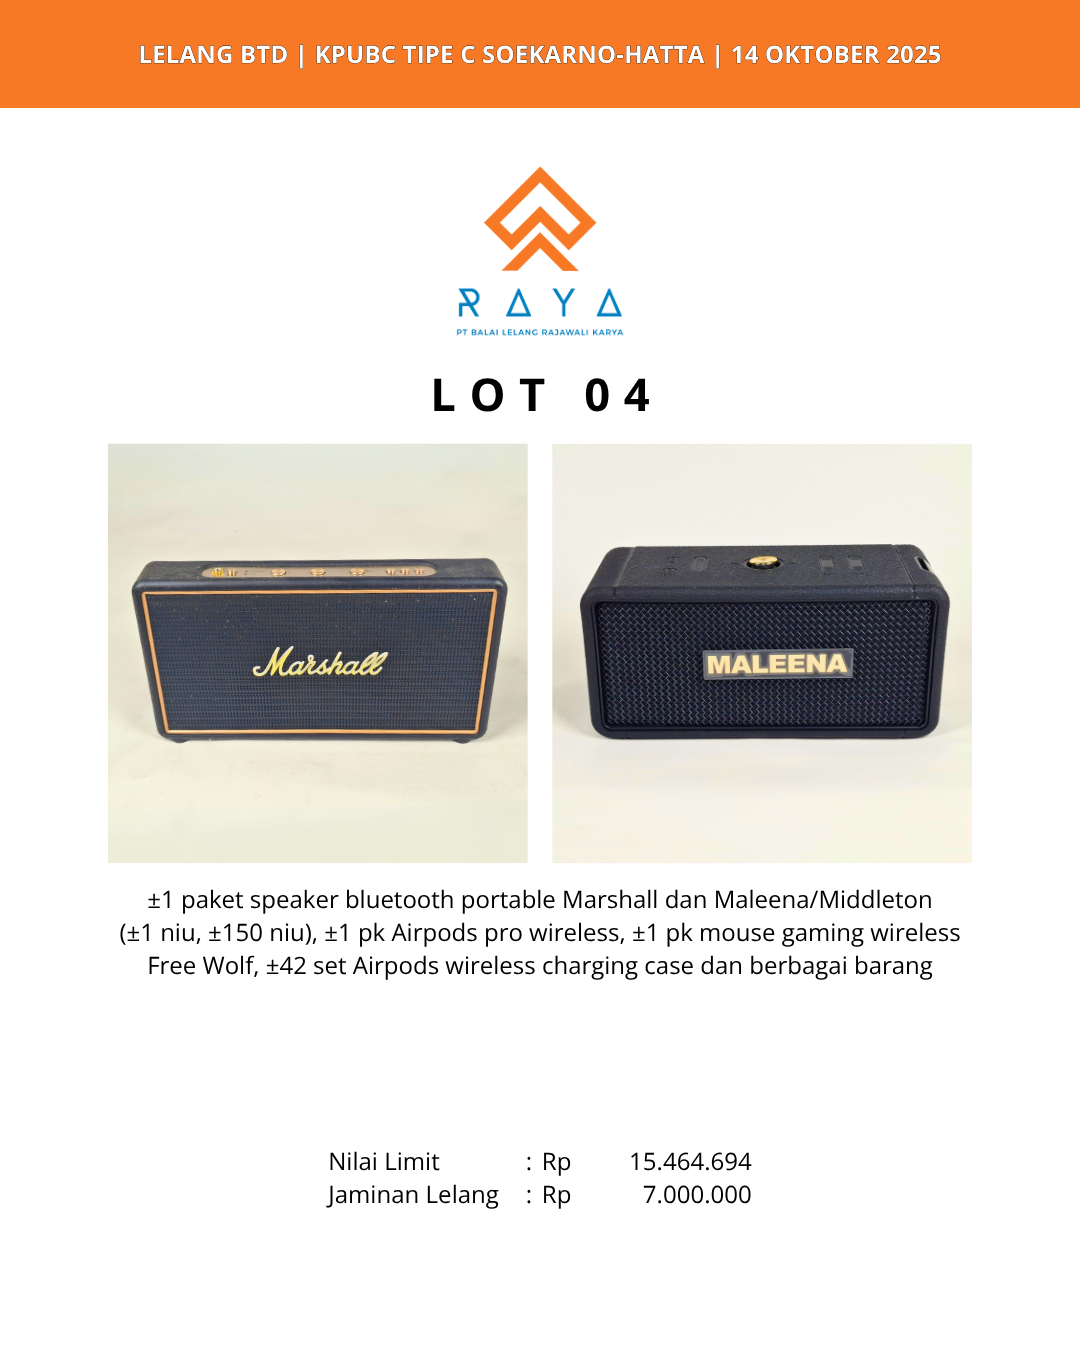 LELANG BTD | KPUBC TIPE C SOEKARNO-HATTA | 14 OKTOBER 2025
RAYA
PT BALAI LELANG RAJAWALI KARYA
LOT 04
Marshall
MALEENA
±1 paket speaker bluetooth portable Marshall dan Maleena/Middleton
(±1 niu, ±150 niu), ±1 pk Airpods pro wireless, ±1 pk mouse gaming wireless
Free Wolf, ±42 set Airpods wireless charging case dan berbagai barang
Nilai Limit : Rp 15.464.694
Jaminan Lelang : Rp 7.000.000